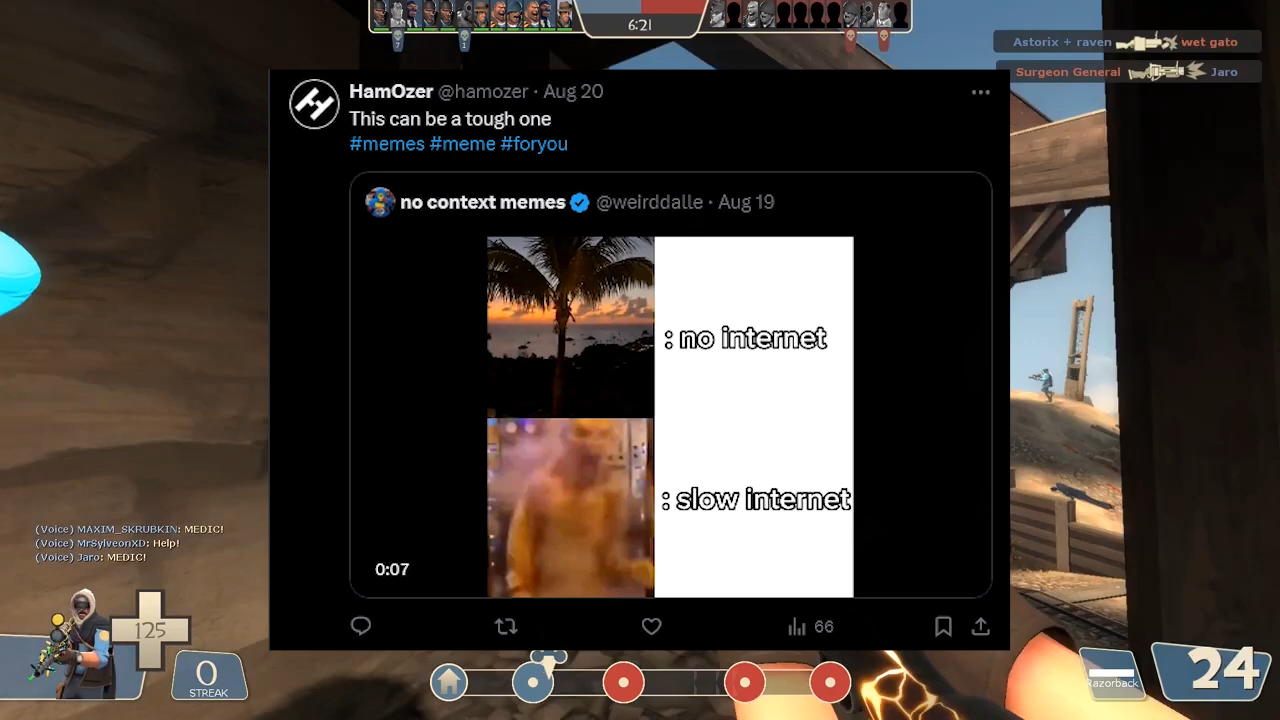 6:21
7
1
Astorix + raven wet gato
Surgeon General Jaro
HamOzer @hamozer · Aug 20
This can be a tough one
#memes #meme #foryou
no context memes @weirddalle · Aug 19
: no internet
: slow internet
0:07
66
(Voice) MAXIM_SKRUBKIN: MEDIC!
(Voice) MrSylveonXD: Help!
(Voice) Jaro: MEDIC!
125
0
STREAK
Razorback
24